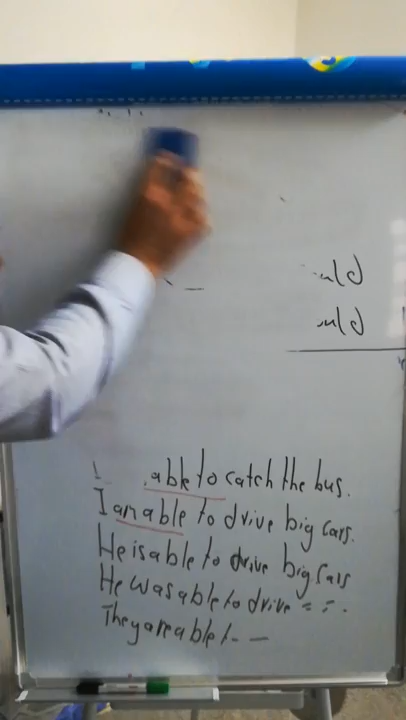 able to catch the bus.
I am able to drive big cars.
He is able to drive big cars
He was able to drive = = .
They are able t- —